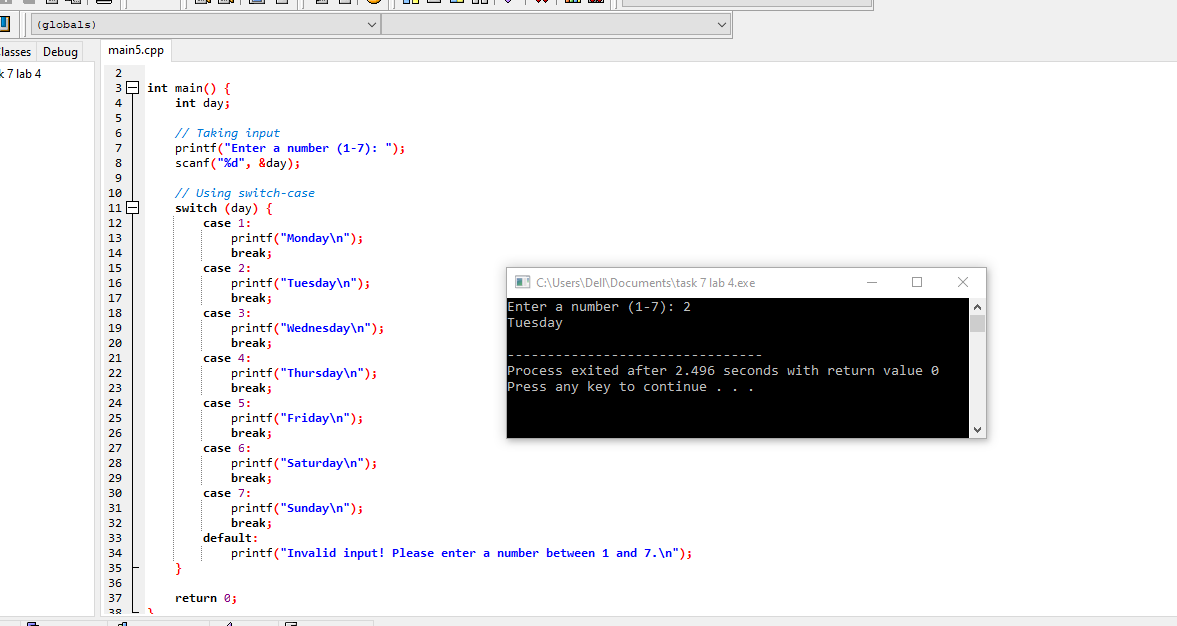 (globals)
lasses Debug main5.cpp
k 7 lab 4
2
3 int main() {
4 int day;
5
6 // Taking input
7 printf("Enter a number (1-7): ");
8 scanf("%d", &day);
9
10 // Using switch-case
11 switch (day) {
12 case 1:
13 printf("Monday\n");
14 break;
15 case 2:
16 printf("Tuesday\n");
17 break;
18 case 3:
19 printf("Wednesday\n");
20 break;
21 case 4:
22 printf("Thursday\n");
23 break;
24 case 5:
25 printf("Friday\n");
26 break;
27 case 6:
28 printf("Saturday\n");
29 break;
30 case 7:
31 printf("Sunday\n");
32 break;
33 default:
34 printf("Invalid input! Please enter a number between 1 and 7.\n");
35 }
36
37 return 0;
38 }
C:\Users\Dell\Documents\task 7 lab 4.exe
Enter a number (1-7): 2
Tuesday
--------------------------------
Process exited after 2.496 seconds with return value 0
Press any key to continue . . .